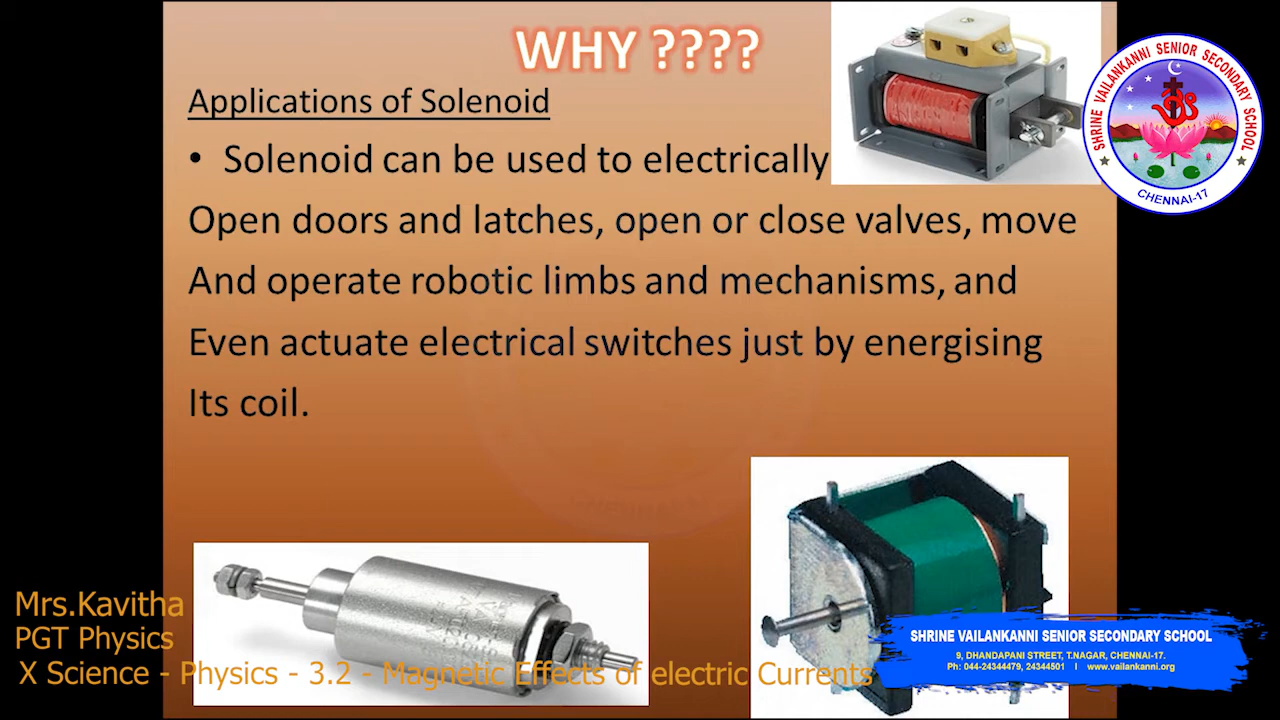 WHY ????
Applications of Solenoid
• Solenoid can be used to electrically
Open doors and latches, open or close valves, move
And operate robotic limbs and mechanisms, and
Even actuate electrical switches just by energising
Its coil.
SHRINE VAILANKANNI SENIOR SECONDARY SCHOOL
CHENNAI-17
Mrs.Kavitha
PGT Physics
X Science - Physics - 3.2 - Magnetic Effects of electric Currents
SHRINE VAILANKANNI SENIOR SECONDARY SCHOOL
9, DHANDAPANI STREET, T.NAGAR, CHENNAI-17.
Ph: 044-24344479, 24344501 I www.vailankanni.org